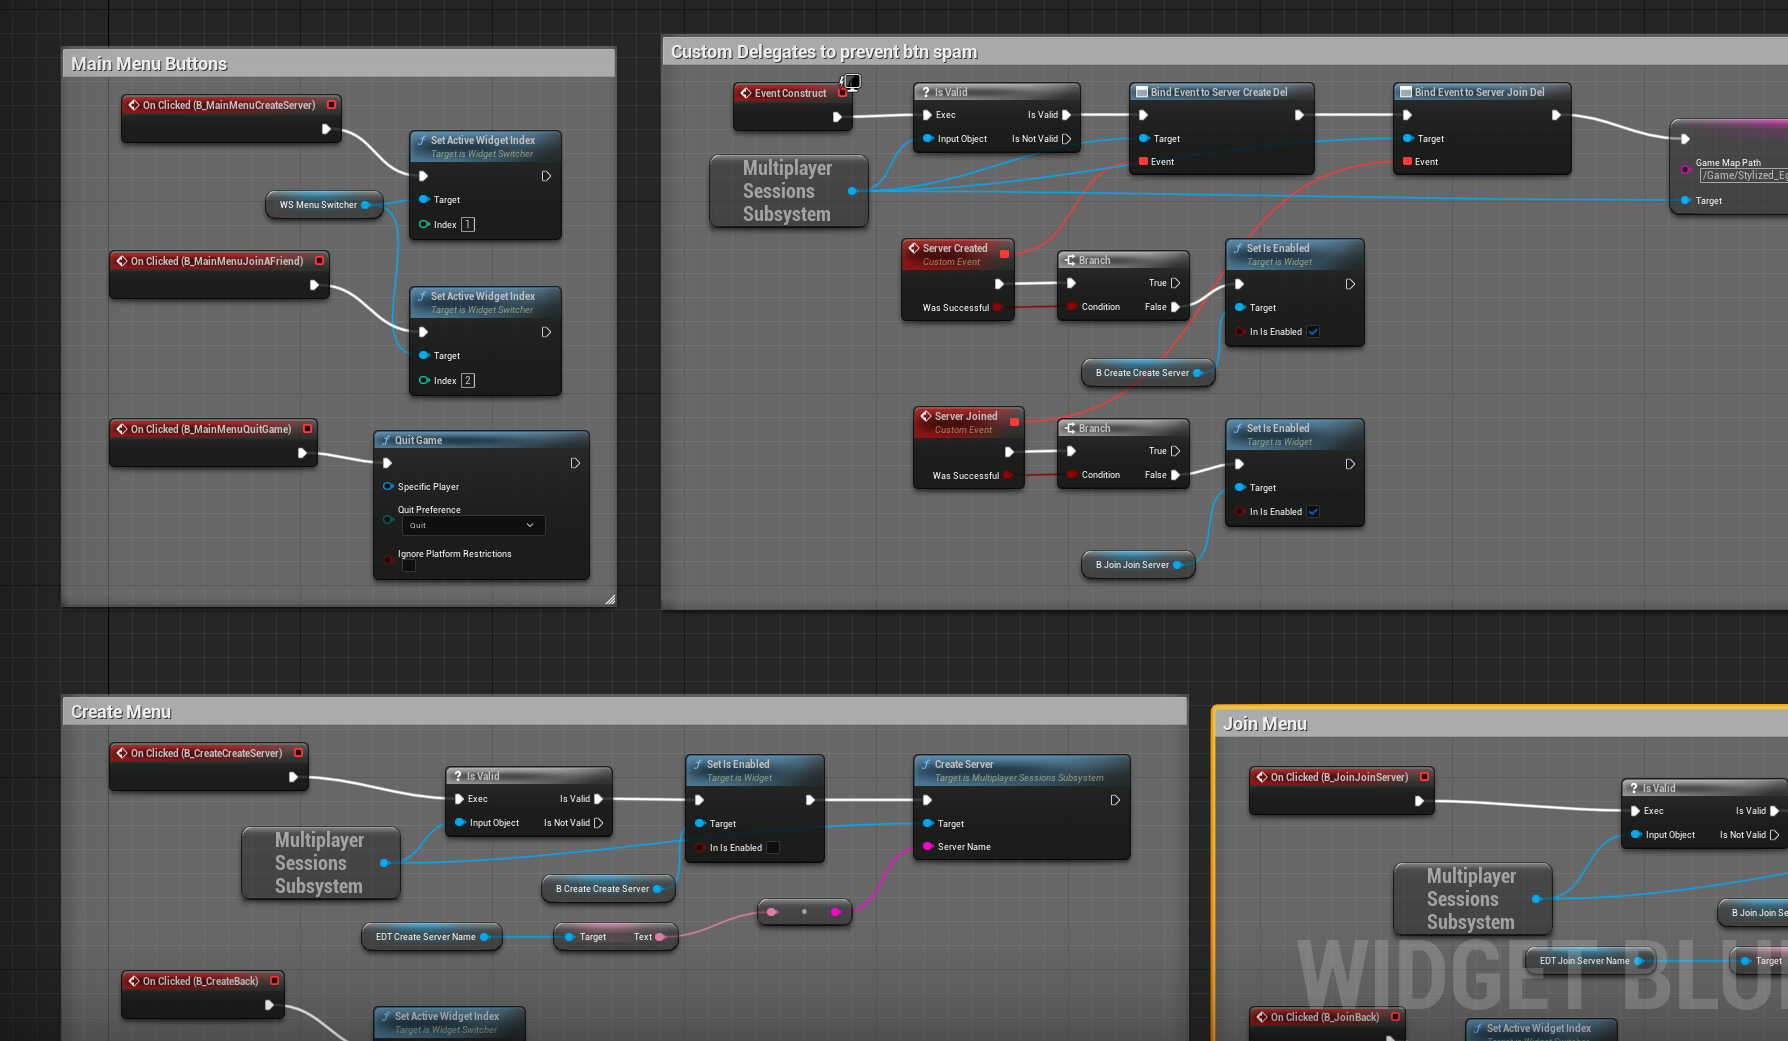 Main Menu Buttons
On Clicked (B_MainMenuCreateServer)
Set Active Widget Index
Target is Widget Switcher
WS Menu Switcher
Target
Index 1
On Clicked (B_MainMenuJoinAFriend)
Set Active Widget Index
Target is Widget Switcher
Target
Index 2
On Clicked (B_MainMenuQuitGame)
Quit Game
Specific Player
Quit Preference
Quit
Ignore Platform Restrictions
Custom Delegates to prevent btn spam
Event Construct
? Is Valid
Exec Is Valid
Input Object Is Not Valid
Multiplayer
Sessions
Subsystem
Bind Event to Server Create Del
Target
Event
Bind Event to Server Join Del
Target
Event
Game Map Path
/Game/Stylized_Eg
Target
Server Created
Custom Event
Was Successful
Branch
True
Condition False
Set Is Enabled
Target is Widget
Target
In Is Enabled
B Create Create Server
Server Joined
Custom Event
Was Successful
Branch
True
Condition False
Set Is Enabled
Target is Widget
Target
In Is Enabled
B Join Join Server
Create Menu
On Clicked (B_CreateCreateServer)
? Is Valid
Exec Is Valid
Input Object Is Not Valid
Multiplayer
Sessions
Subsystem
Set Is Enabled
Target is Widget
Target
In Is Enabled
B Create Create Server
Create Server
Target is Multiplayer Sessions Subsystem
Target
Server Name
EDT Create Server Name
Target Text
On Clicked (B_CreateBack)
Set Active Widget Index
Target is Widget Switcher
Join Menu
On Clicked (B_JoinJoinServer)
? Is Valid
Exec Is Valid
Input Object Is Not Valid
Multiplayer
Sessions
Subsystem
B Join Join Se
EDT Join Server Name
Target
WIDGET BLU
On Clicked (B_JoinBack)
Set Active Widget Index
Target is Widget Switcher